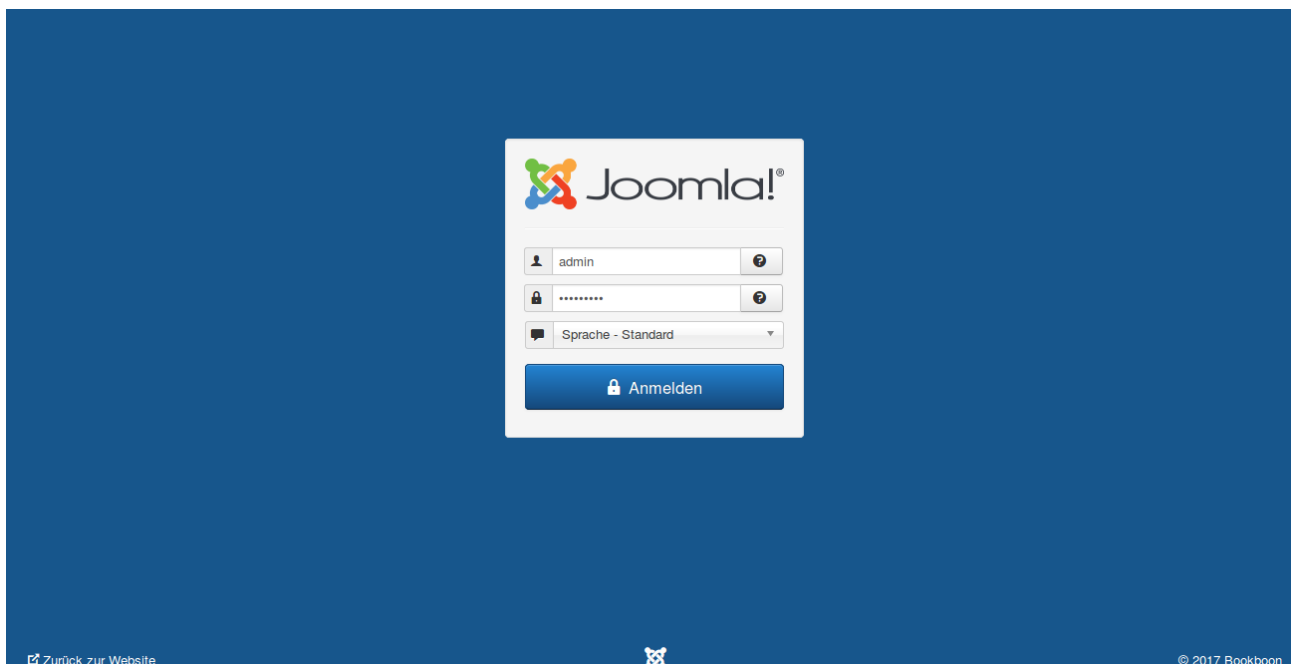 Joomla!®
admin
•••••••••
Sprache - Standard
Anmelden
Zurück zur Website
© 2017 Bookboon